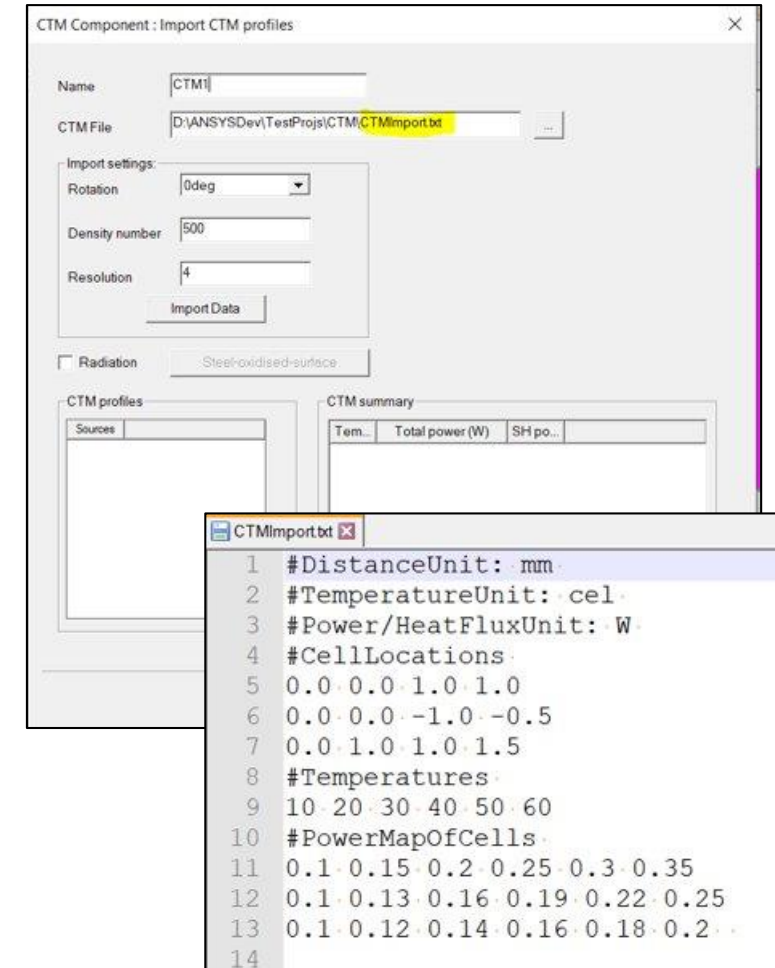 CTM Component : Import CTM profiles
Name CTM1
CTM File D:\ANSYSDev\TestProjs\CTM\CTMImport.txt ...
Import settings:
Rotation 0deg
Density number 500
Resolution 4
Import Data
Radiation Steel-oxidised-surface
CTM profiles CTM summary
Sources Tem... Total power (W) SH po...
CTMImport.txt
1 #DistanceUnit: mm
2 #TemperatureUnit: cel
3 #Power/HeatFluxUnit: W
4 #CellLocations
5 0.0 0.0 1.0 1.0
6 0.0 0.0 -1.0 -0.5
7 0.0 1.0 1.0 1.5
8 #Temperatures
9 10 20 30 40 50 60
10 #PowerMapOfCells
11 0.1 0.15 0.2 0.25 0.3 0.35
12 0.1 0.13 0.16 0.19 0.22 0.25
13 0.1 0.12 0.14 0.16 0.18 0.2
14